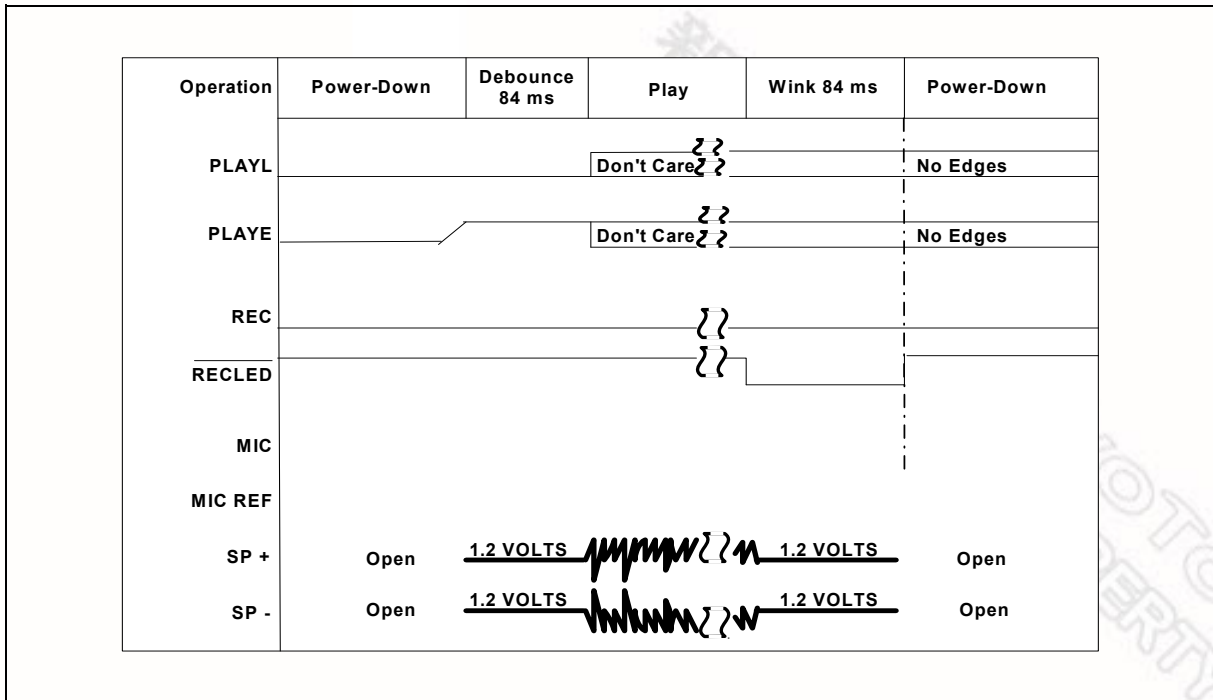 Operation Power-Down Debounce 84 ms Play Wink 84 ms Power-Down
PLAYL Don't Care No Edges
PLAYE Don't Care No Edges
REC
RECLED
MIC
MIC REF
SP + Open 1.2 VOLTS 1.2 VOLTS Open
SP - Open 1.2 VOLTS 1.2 VOLTS Open